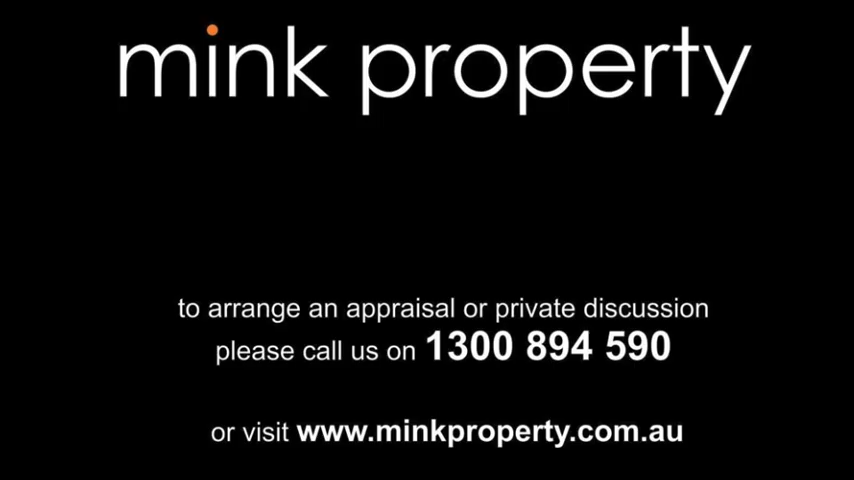 mink property
to arrange an appraisal or private discussion
please call us on 1300 894 590
or visit www.minkproperty.com.au